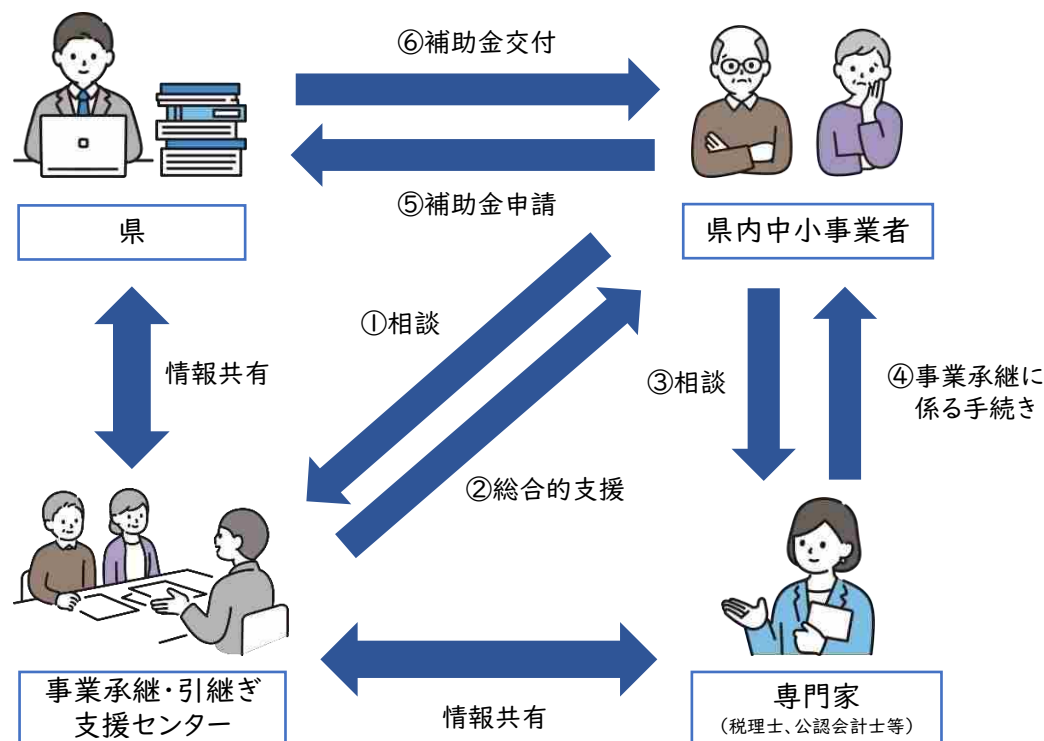 ⑥補助金交付
⑤補助金申請
県
県内中小事業者
①相談
情報共有
③相談
④事業承継に
係る手続き
②総合的支援
事業承継・引継ぎ
支援センター
情報共有
専門家
(税理士、公認会計士等)